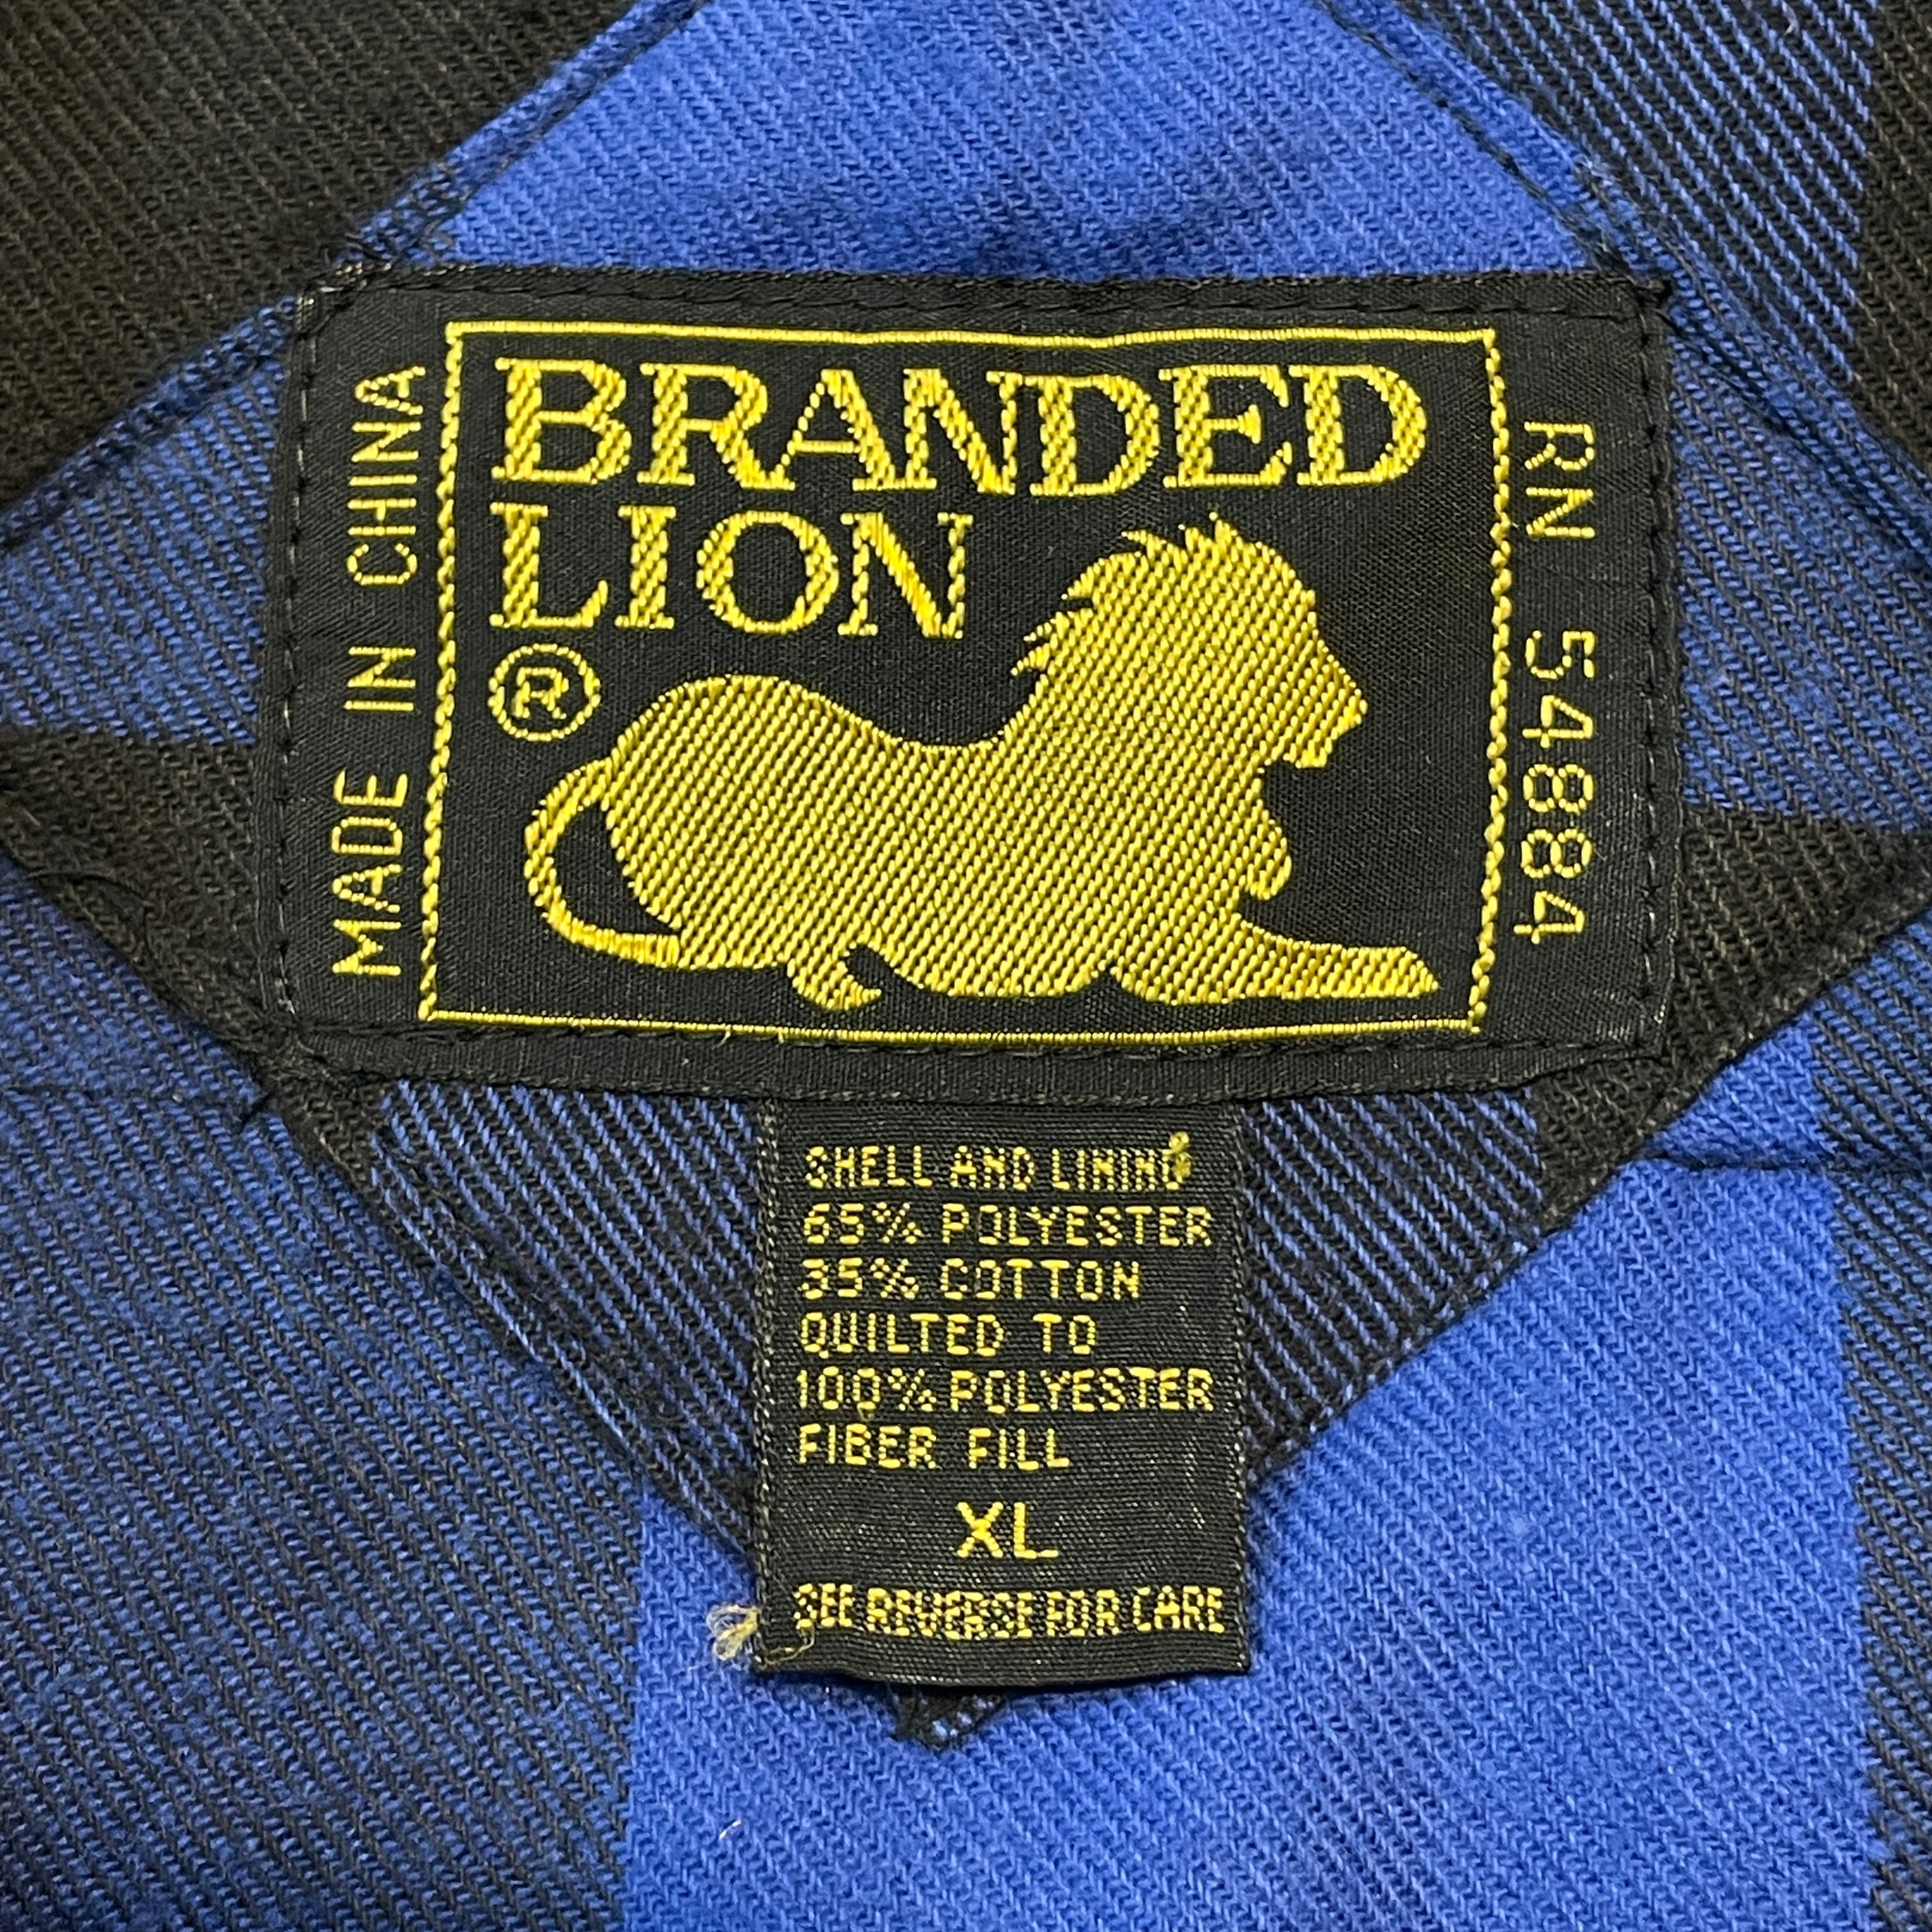 BRANDED
LION
®
MADE IN CHINA
RN 54884
SHELL AND LINING
65% POLYESTER
35% COTTON
QUILTED TO
100% POLYESTER
FIBER FILL
XL
SEE REVERSE FOR CARE